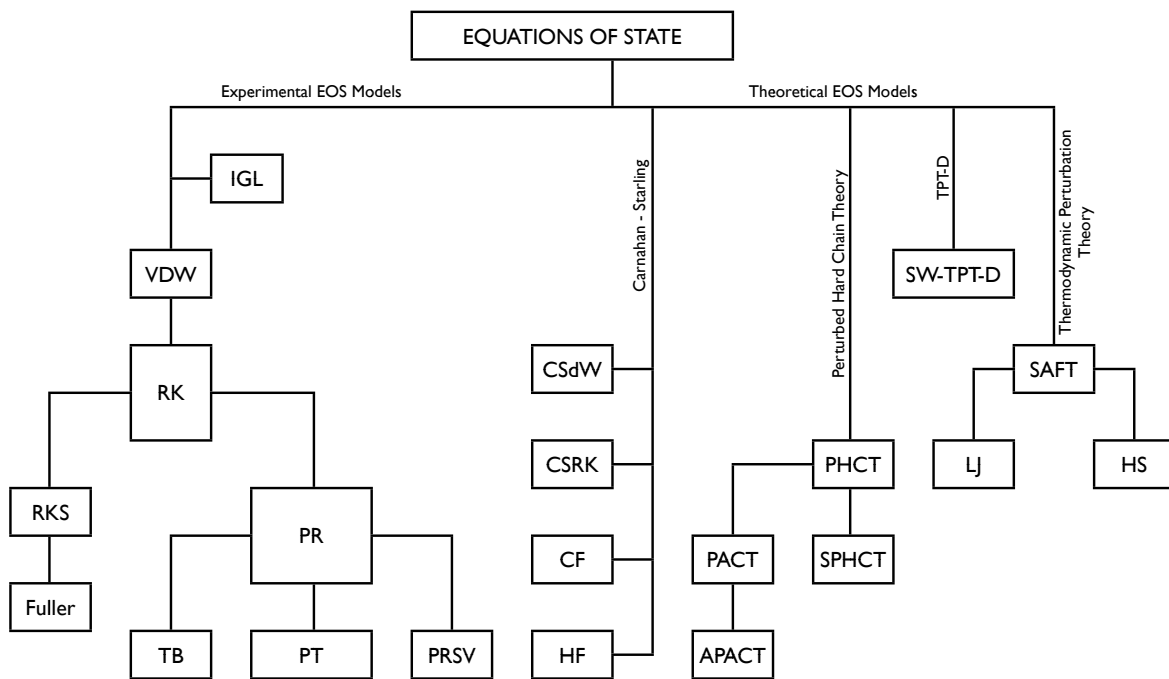 EQUATIONS OF STATE
Experimental EOS Models
Theoretical EOS Models
IGL
VDW
RK
RKS
Fuller
PR
TB
PT
PRSV
Carnahan - Starling
CSdW
CSRK
CF
HF
Perturbed Hard Chain Theory
PHCT
PACT
SPHCT
APACT
TPT-D
SW-TPT-D
Thermodynamic Perturbation
Theory
SAFT
LJ
HS